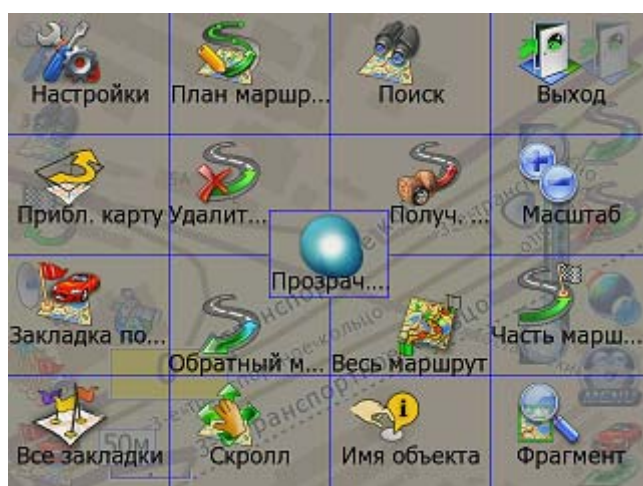 Настройки
План маршр...
Поиск
Выход
Прибл. карту
Удалит...
Получ. ...
Масштаб
Прозрач....
Закладка по...
Обратный м...
Весь маршрут
Часть марш...
Все закладки
Скролл
Имя объекта
Фрагмент
50м